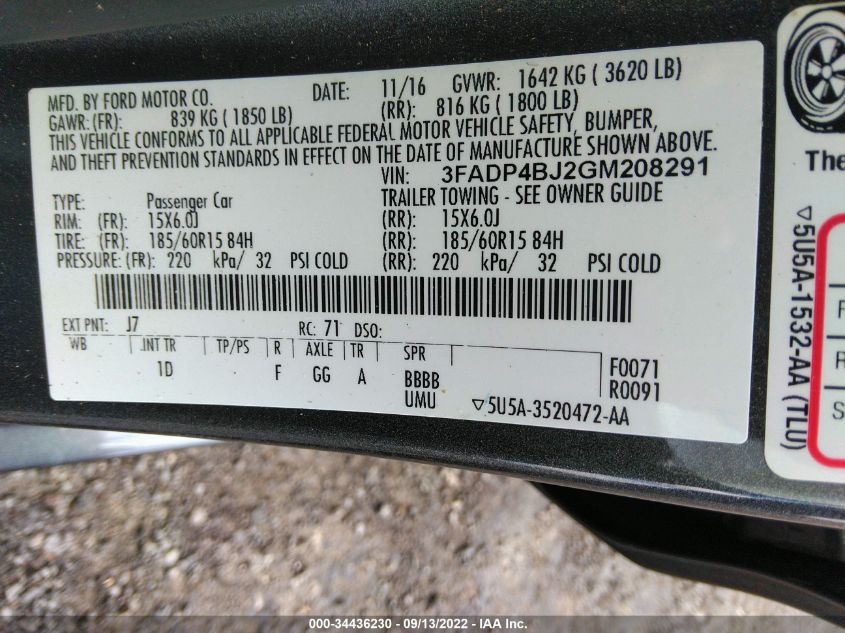 MFD. BY FORD MOTOR CO. DATE: 11/16 GVWR: 1642 KG ( 3620 LB)
GAWR: (FR): 839 KG ( 1850 LB) (RR): 816 KG ( 1800 LB)
THIS VEHICLE CONFORMS TO ALL APPLICABLE FEDERAL MOTOR VEHICLE SAFETY, BUMPER,
AND THEFT PREVENTION STANDARDS IN EFFECT ON THE DATE OF MANUFACTURE SHOWN ABOVE.
VIN: 3FADP4BJ2GM208291
TYPE: Passenger Car TRAILER TOWING - SEE OWNER GUIDE
RIM: (FR): 15X6.0J (RR): 15X6.0J
TIRE: (FR): 185/60R15 84H (RR): 185/60R15 84H
PRESSURE: (FR): 220 kPa/ 32 PSI COLD (RR): 220 kPa/ 32 PSI COLD
EXT PNT: J7 RC: 71 DSO:
WB INT TR TP/PS R AXLE TR SPR
1D F GG A BBBB
UMU
F0071
R0091
▽5U5A-3520472-AA
The
▽5U5A-1532-AA (TLU)
F
R
S
000-34436230 - 09/13/2022 - IAAI.com